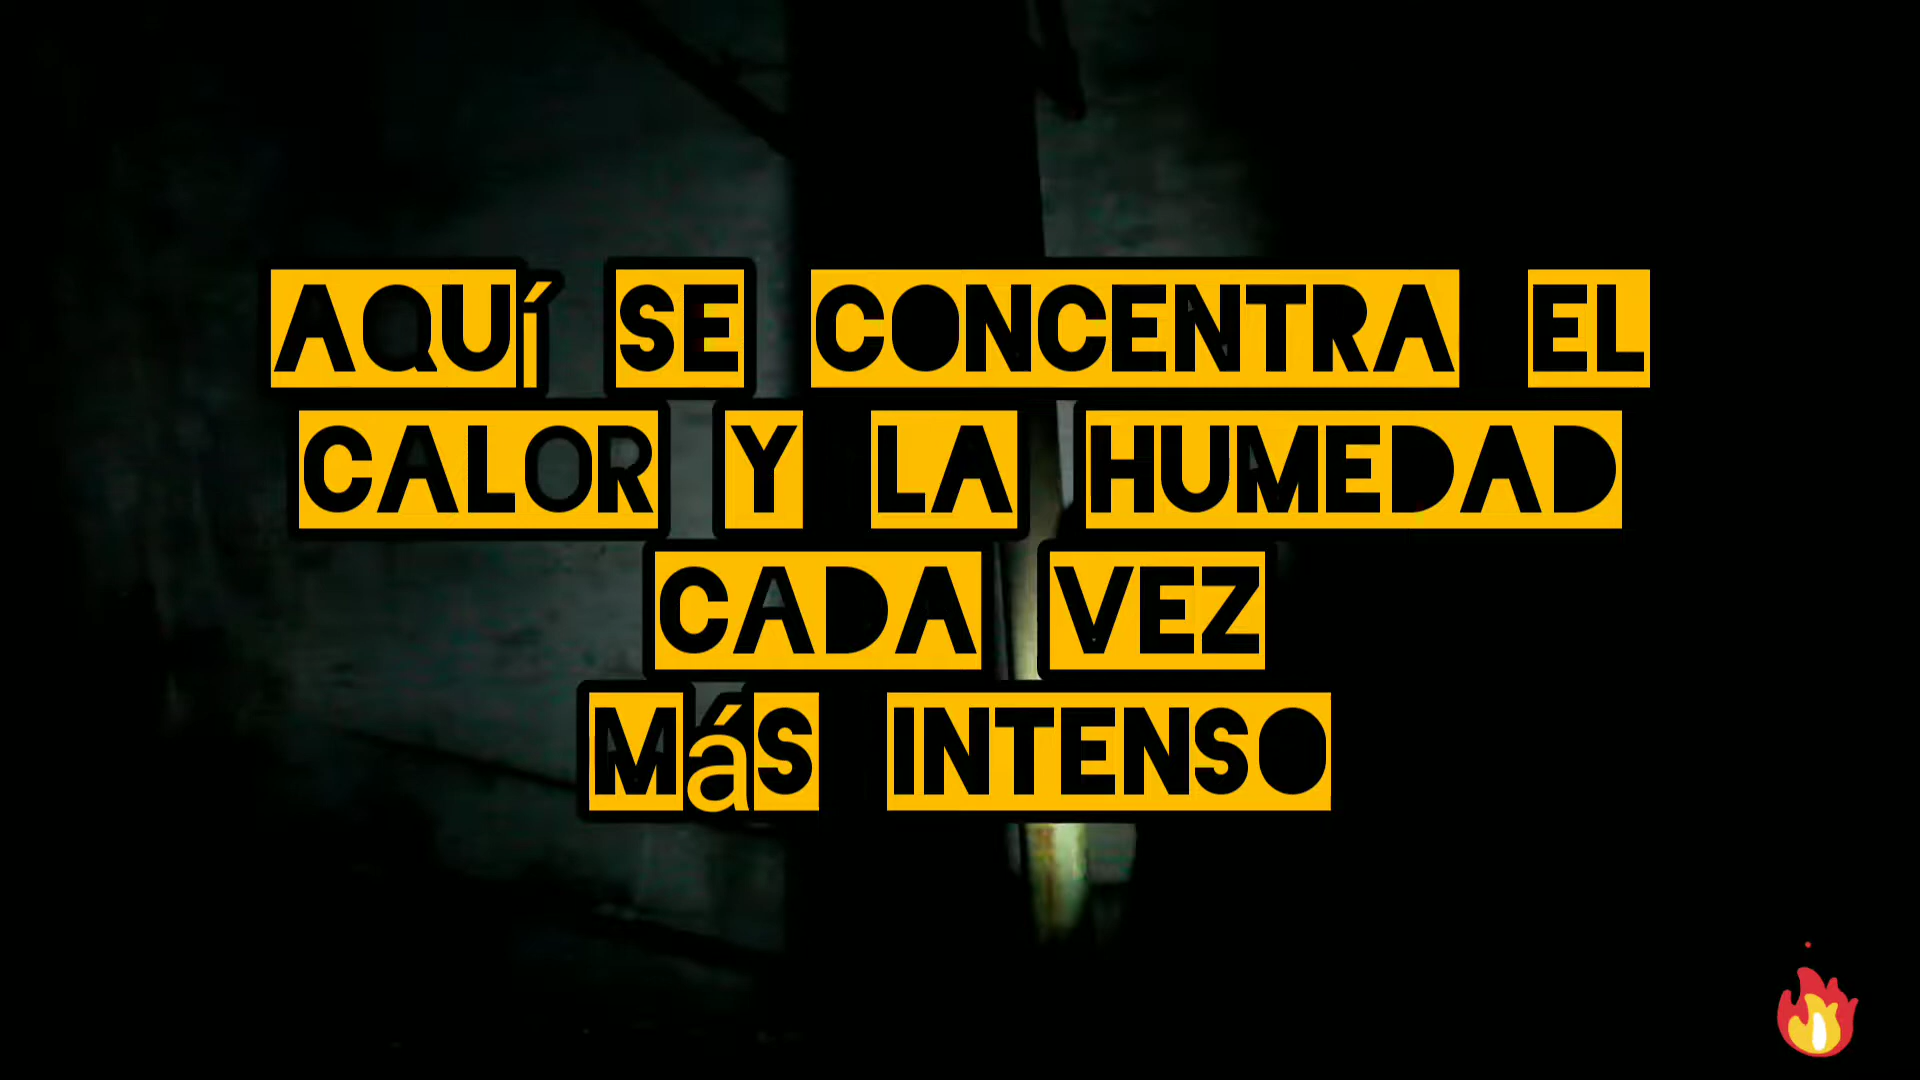 AQUí SE CONCENTRA EL
CALOR Y LA HUMEDAD
CADA VEZ
MáS INTENSO